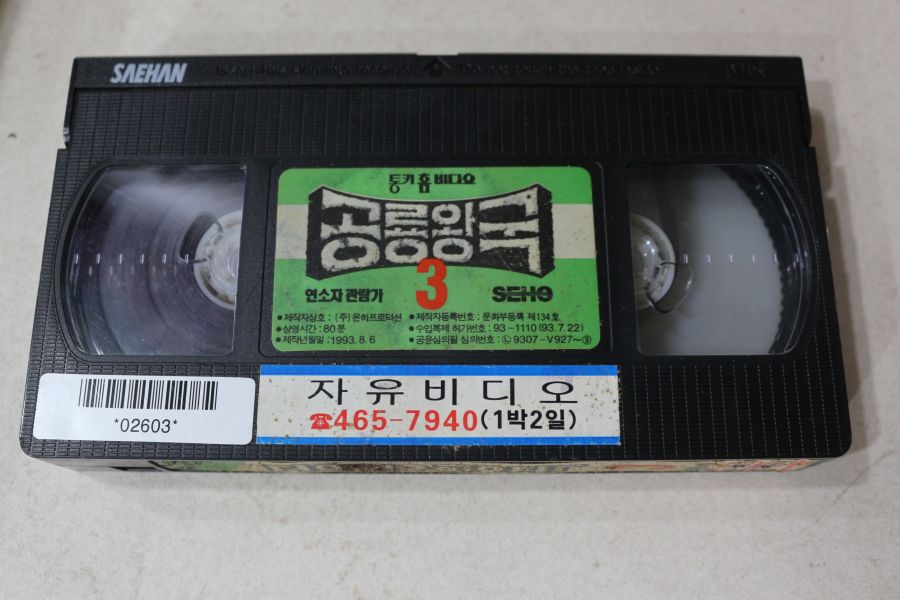 SAEHAN
통키홈비디오
공룡왕국
3
연소자 관람가
SEHO
●제작자상호 : (주) 은하프로덕션 ●제작자등록번호 : 문화부등록 제134호
●상영시간 : 80분 ●수입복제 허가번호 : 93-1110 (93.7.22)
●제작년월일 : 1993.8.6 ●공윤심의필 심의번호 : Ⓛ9307-V927~③
*02603*
자유비디오
☎465-7940(1박2일)